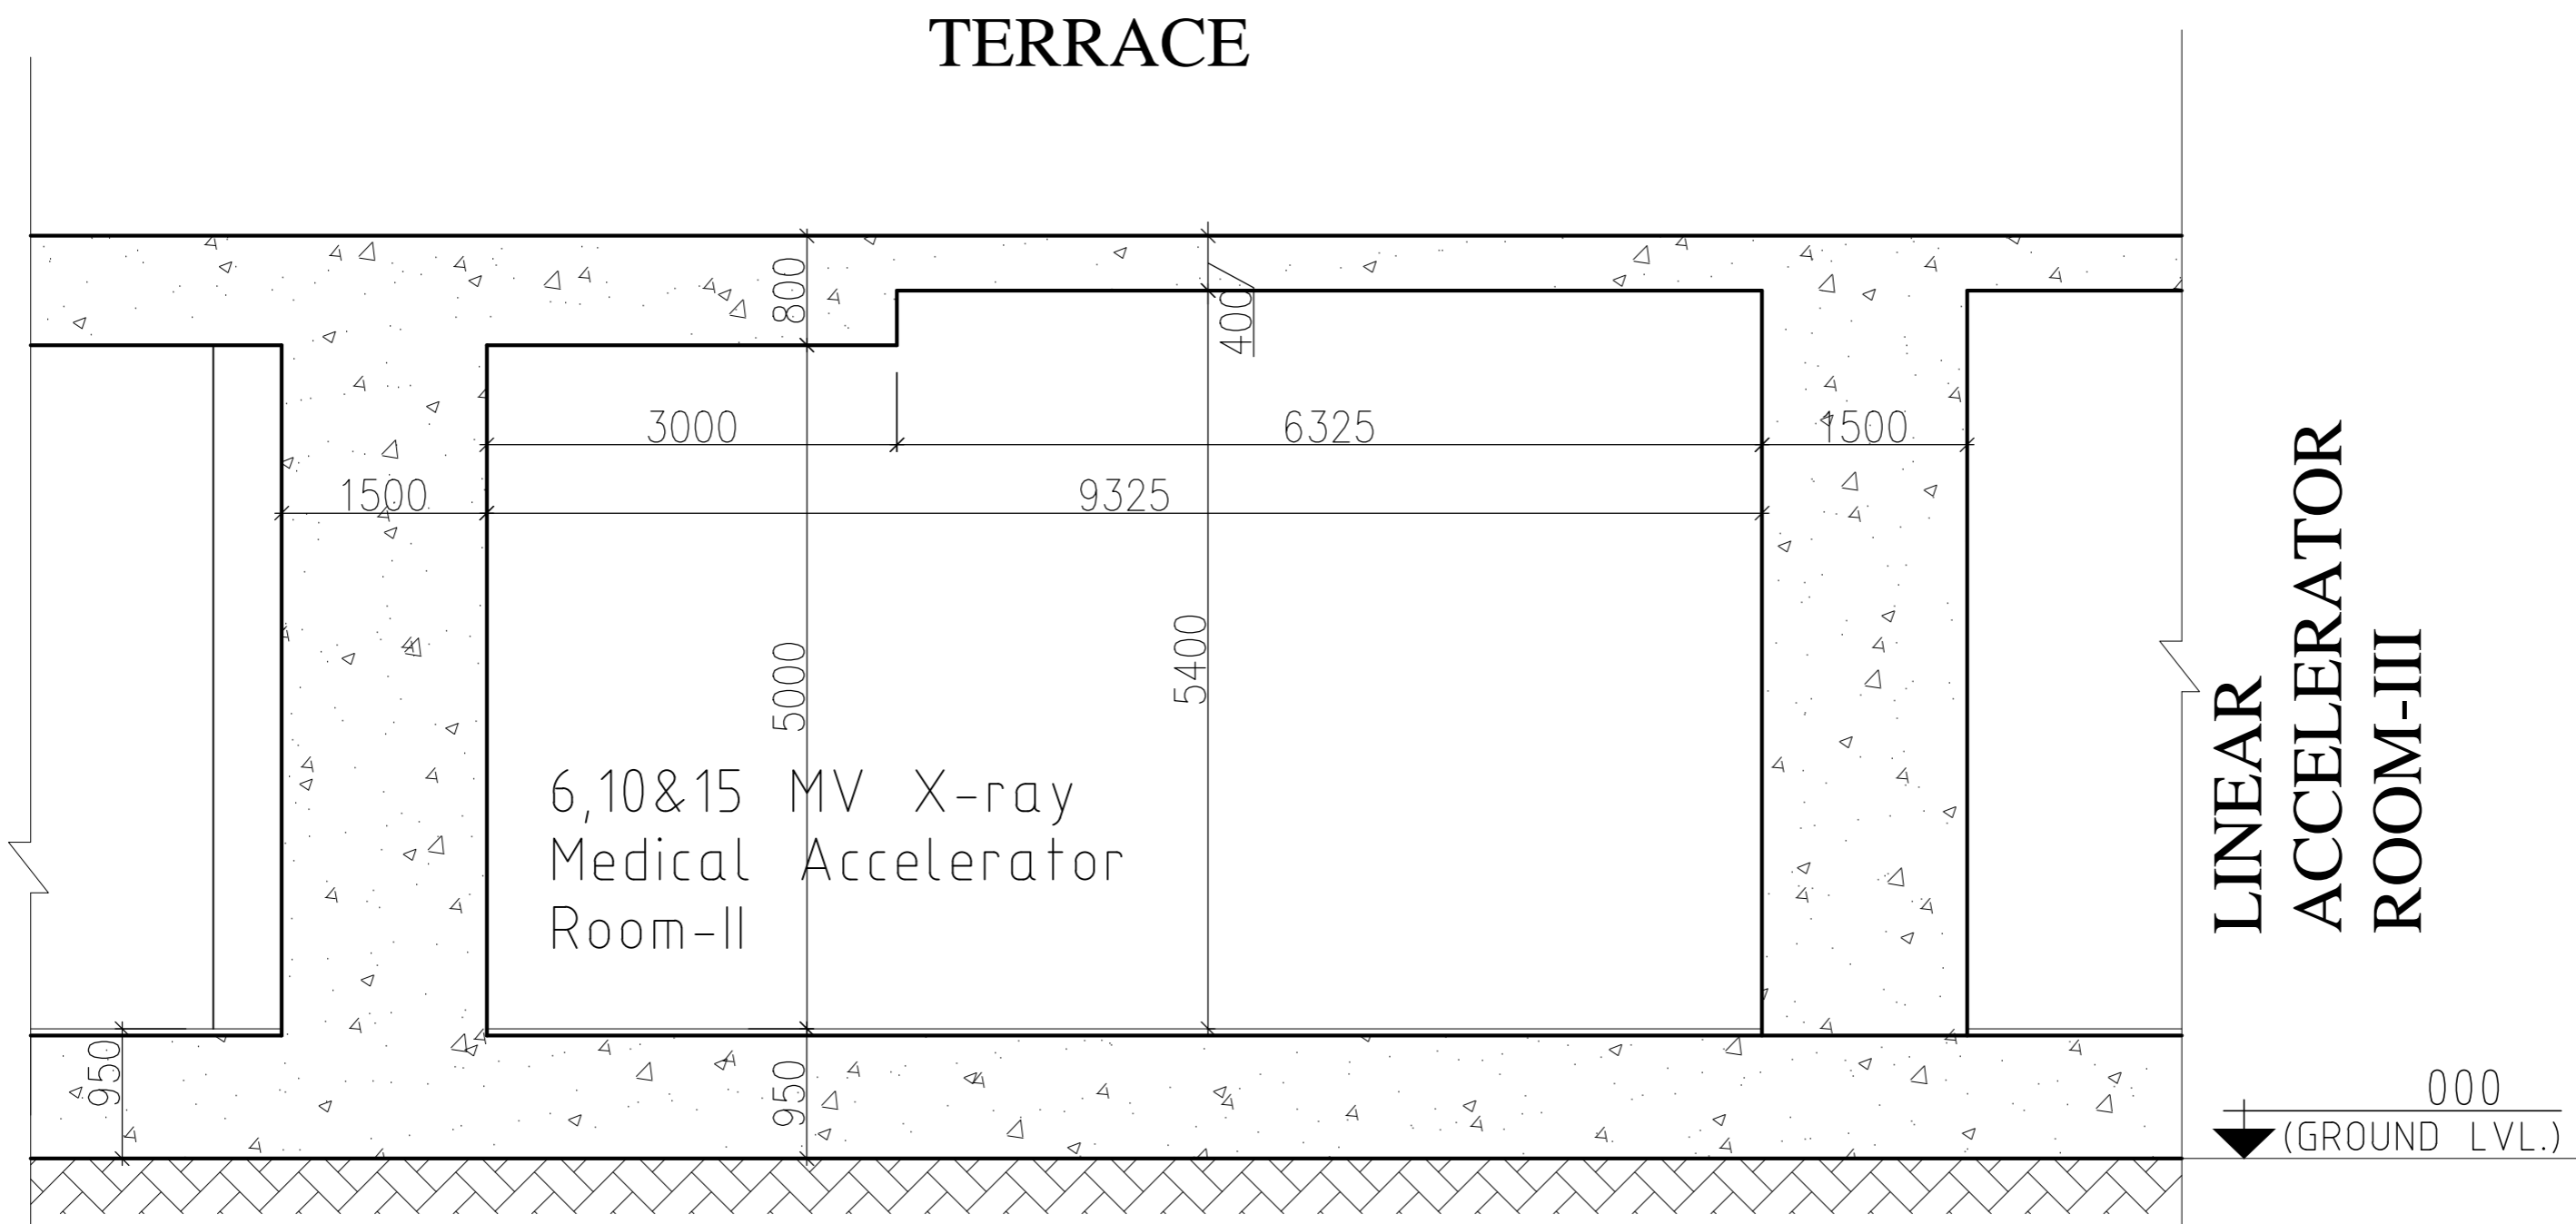 TERRACE
800
400
3000
6325
1500
1500
9325
5000
5400
6,10&15 MV X-ray
Medical Accelerator
Room-II
LINEAR
ACCELERATOR
ROOM-III
950
950
000
(GROUND LVL.)